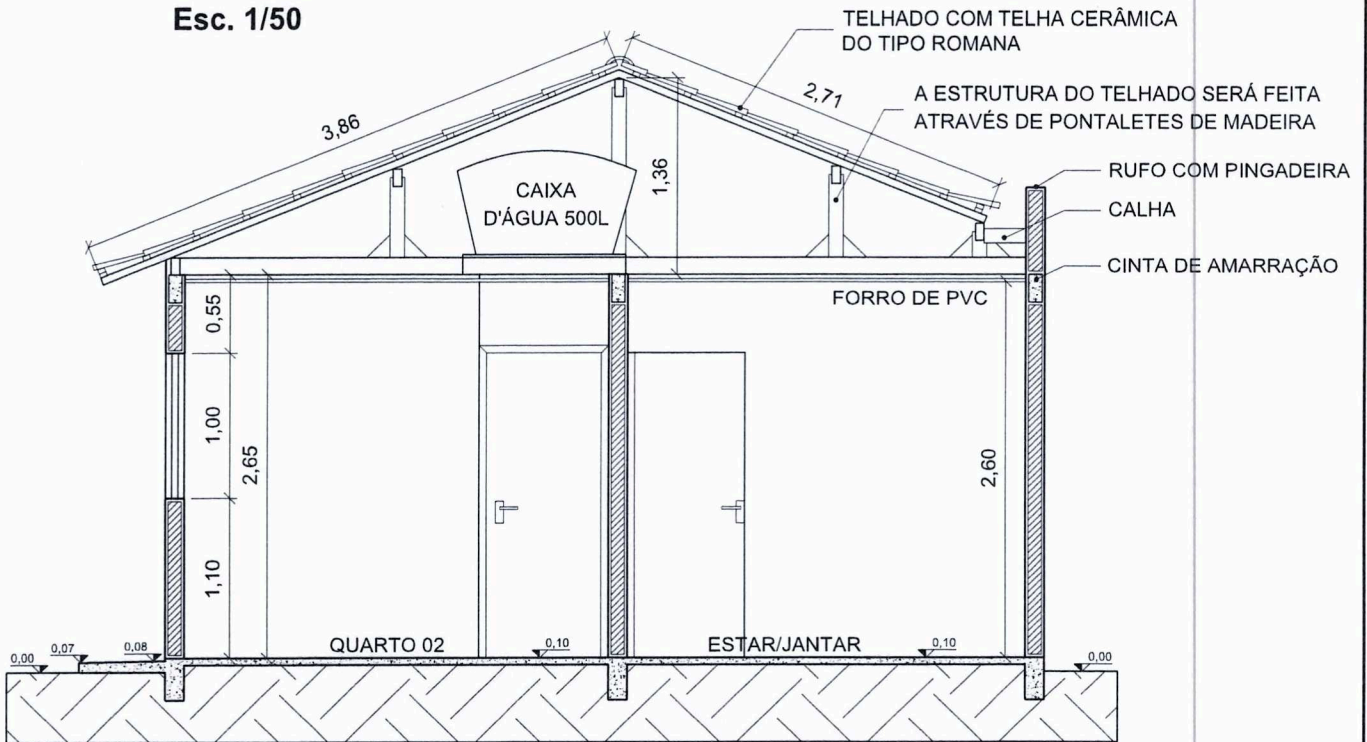 Esc. 1/50
TELHADO COM TELHA CERÂMICA
DO TIPO ROMANA
3,86
2,71
A ESTRUTURA DO TELHADO SERÁ FEITA
ATRAVÉS DE PONTALETES DE MADEIRA
1,36
RUFO COM PINGADEIRA
CAIXA
D'ÁGUA 500L
CALHA
CINTA DE AMARRAÇÃO
FORRO DE PVC
0,55
1,00
2,65
2,60
1,10
QUARTO 02
0,10
ESTAR/JANTAR
0,10
0,00
0,07
0,08
0,00